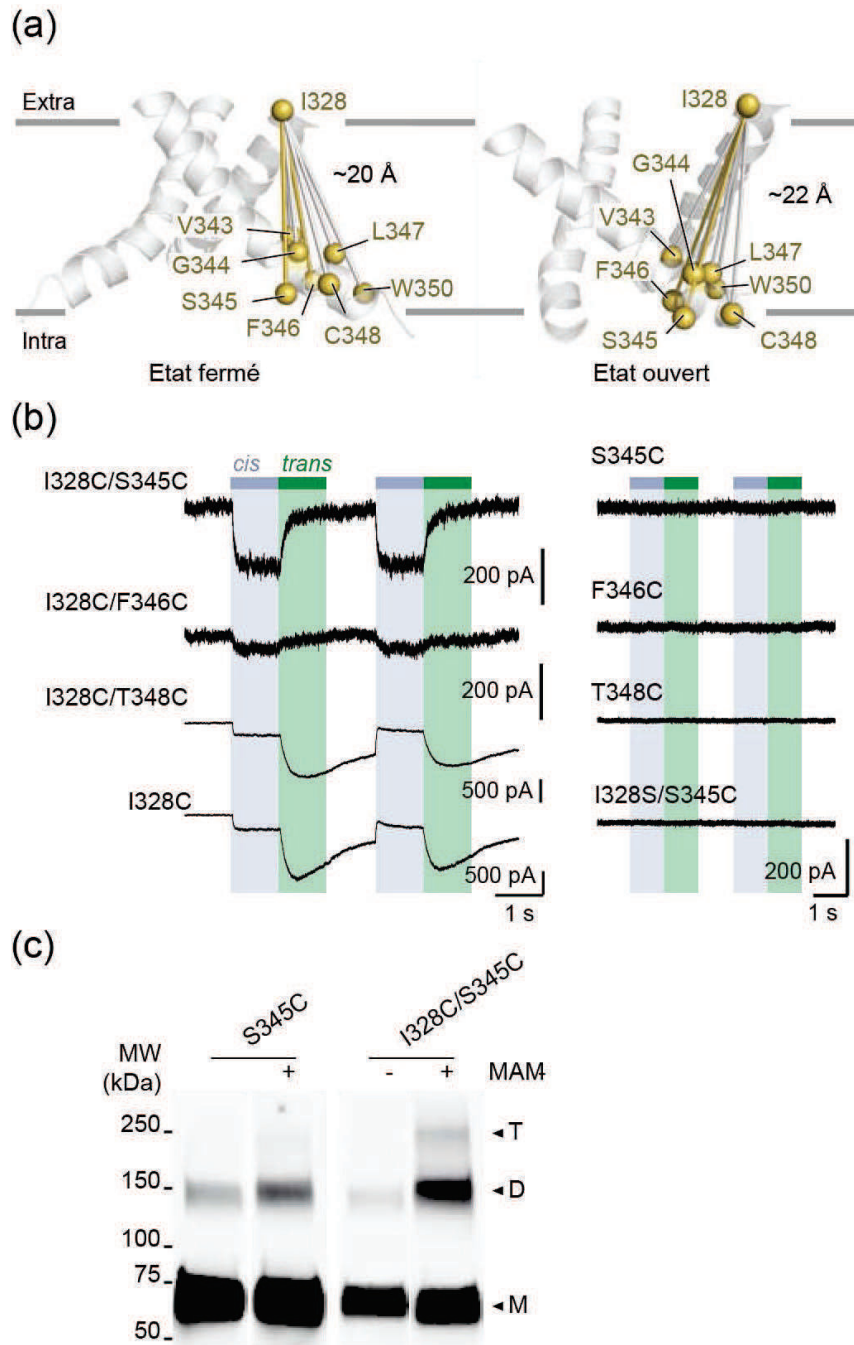 (a)
Extra
I328
I328
~20 Å
G344
~22 Å
V343
V343
L347
L347
G344
F346
W350
W350
S345
F346
C348
S345
C348
Intra
Etat fermé
Etat ouvert
(b)
cis trans
I328C/S345C
S345C
200 pA
I328C/F346C
F346C
200 pA
I328C/T348C
T348C
500 pA
I328C
I328S/S345C
500 pA
200 pA
1 s
1 s
(c)
S345C
I328C/S345C
MW
(kDa)
+ - + MAM
250
T
150
D
100
75
M
50